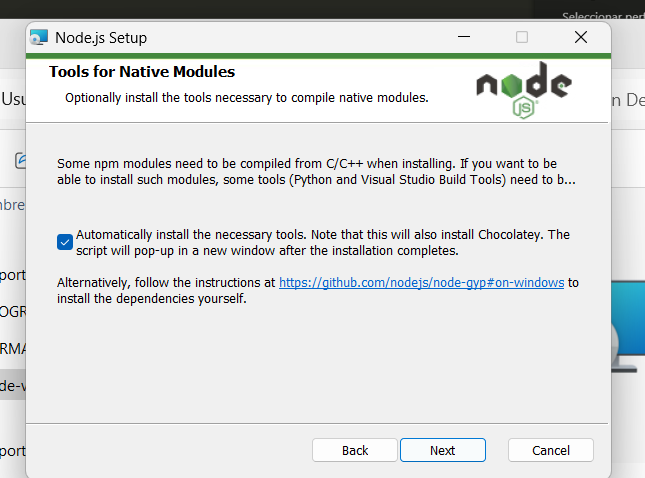 Seleccionar perf
Node.js Setup
Tools for Native Modules
Optionally install the tools necessary to compile native modules.
node
JS
Usu
n De
Some npm modules need to be compiled from C/C++ when installing. If you want to be
able to install such modules, some tools (Python and Visual Studio Build Tools) need to b...
mbre
Automatically install the necessary tools. Note that this will also install Chocolatey. The
script will pop-up in a new window after the installation completes.
port
Alternatively, follow the instructions at https://github.com/nodejs/node-gyp#on-windows to
install the dependencies yourself.
OGR
RMA
de-v
port
Back
Next
Cancel